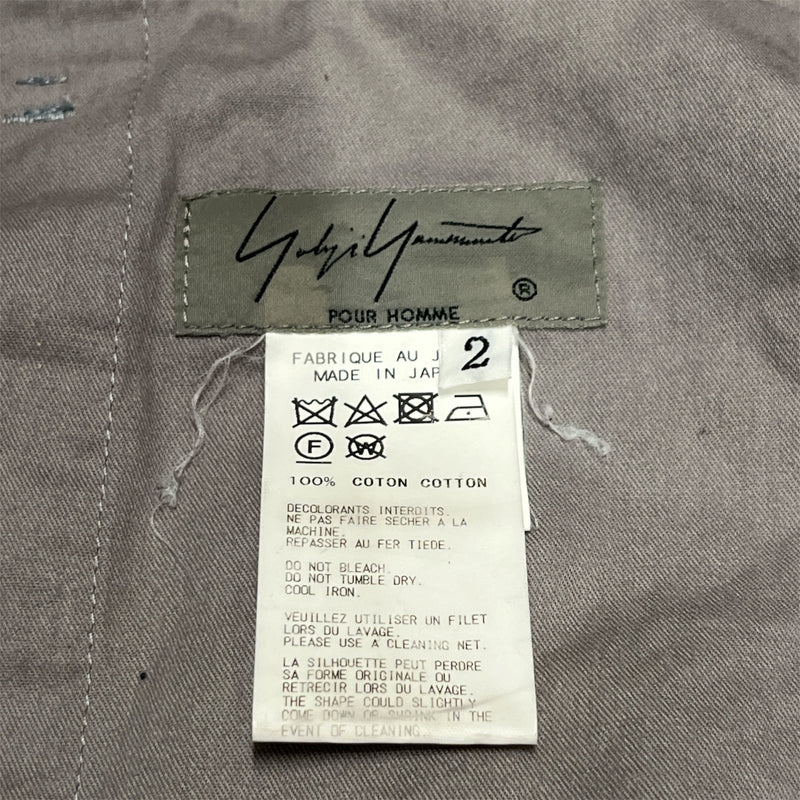 Yohji Yamamoto
®
POUR HOMME
2
FABRIQUE AU J
MADE IN JAP
F
W
100% COTON COTTON
DECOLORANTS INTERDITS.
NE PAS FAIRE SECHER A LA
MACHINE.
REPASSER AU FER TIEDE.
DO NOT BLEACH.
DO NOT TUMBLE DRY.
COOL IRON.
VEUILLEZ UTILISER UN FILET
LORS DU LAVAGE.
PLEASE USE A CLEANING NET.
LA SILHOUETTE PEUT PERDRE
SA FORME ORIGINALE OU
RETRECIR LORS DU LAVAGE.
THE SHAPE COULD SLIGHTLY
COME DOWN OF SHRINK IN THE
EVENT OF CLEANING.